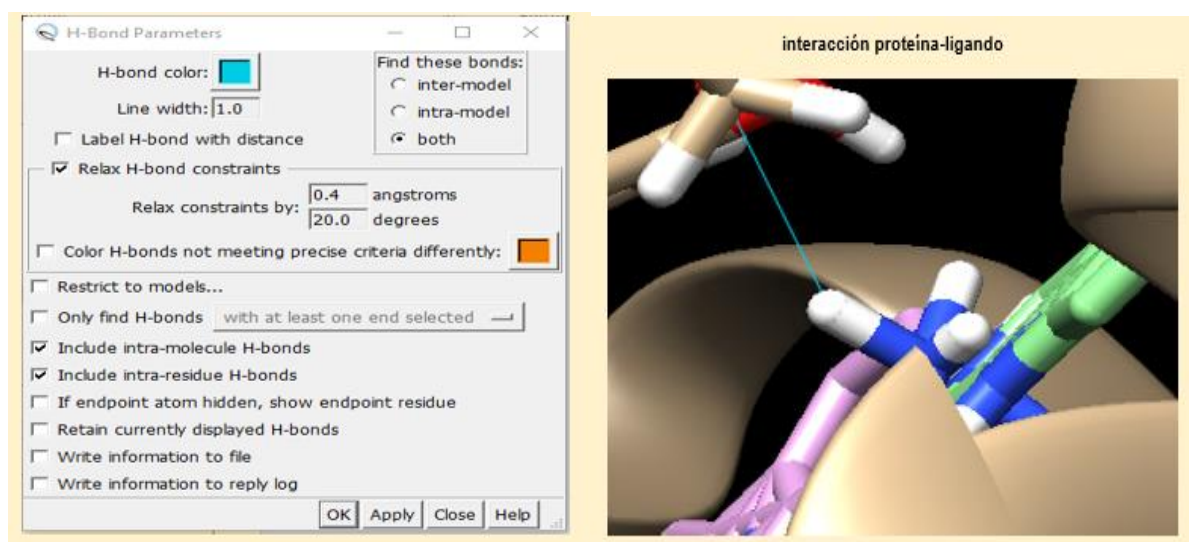 H-Bond Parameters
H-bond color:
Line width: 1.0
Label H-bond with distance
Find these bonds:
inter-model
intra-model
both
Relax H-bond constraints
Relax constraints by:
0.4 angstroms
20.0 degrees
Color H-bonds not meeting precise criteria differently:
Restrict to models...
Only find H-bonds with at least one end selected
Include intra-molecule H-bonds
Include intra-residue H-bonds
If endpoint atom hidden, show endpoint residue
Retain currently displayed H-bonds
Write information to file
Write information to reply log
OK Apply Close Help
interacción proteína-ligando